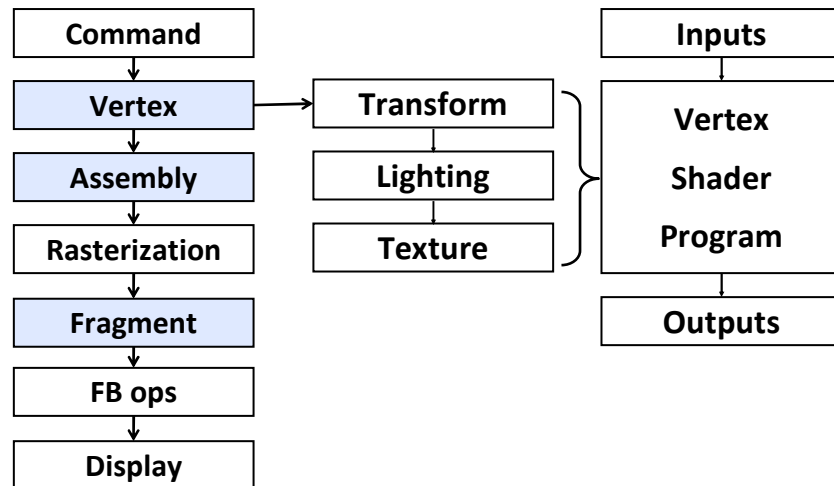 Command
Vertex
Assembly
Rasterization
Fragment
FB ops
Display
Transform
Lighting
Texture
Inputs
Vertex
Shader
Program
Outputs